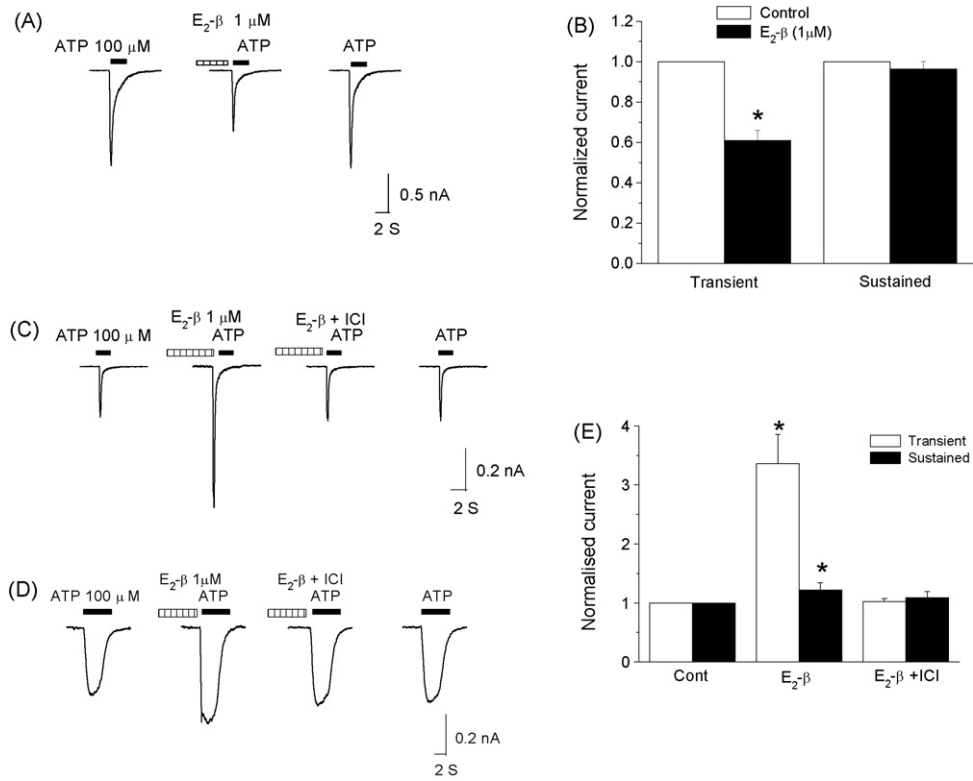 (A)
E₂-β 1 μM
ATP 100 μM
ATP
ATP
0.5 nA
2 S
(B)
Control
E₂-β (1μM)
Normalized current
1.2
1.0
0.8
0.6
0.4
0.2
0.0
*
Transient
Sustained
(C)
ATP 100 μ M
E₂-β 1 μM
ATP
E₂-β + ICI
ATP
ATP
0.2 nA
2 S
(D)
ATP 100 μ M
E₂-β 1μM
ATP
E₂-β + ICI
ATP
ATP
0.2 nA
2 S
(E)
Transient
Sustained
Normalised current
4
3
2
1
0
*
*
Cont
E₂-β
E₂-β +ICI